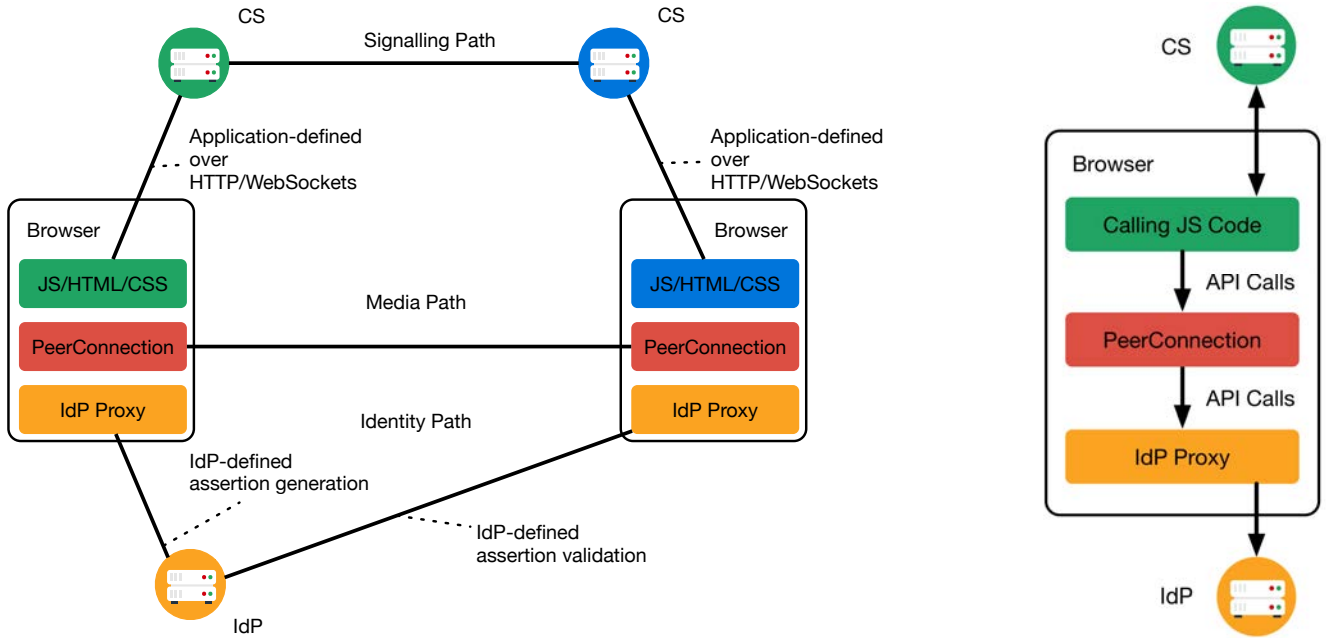 CS
CS
Signalling Path
Application-defined
over
HTTP/WebSockets
Application-defined
over
HTTP/WebSockets
Browser
JS/HTML/CSS
PeerConnection
IdP Proxy
Browser
JS/HTML/CSS
PeerConnection
IdP Proxy
Media Path
Identity Path
IdP-defined
assertion generation
IdP-defined
assertion validation
IdP
CS
Browser
Calling JS Code
API Calls
PeerConnection
API Calls
IdP Proxy
IdP